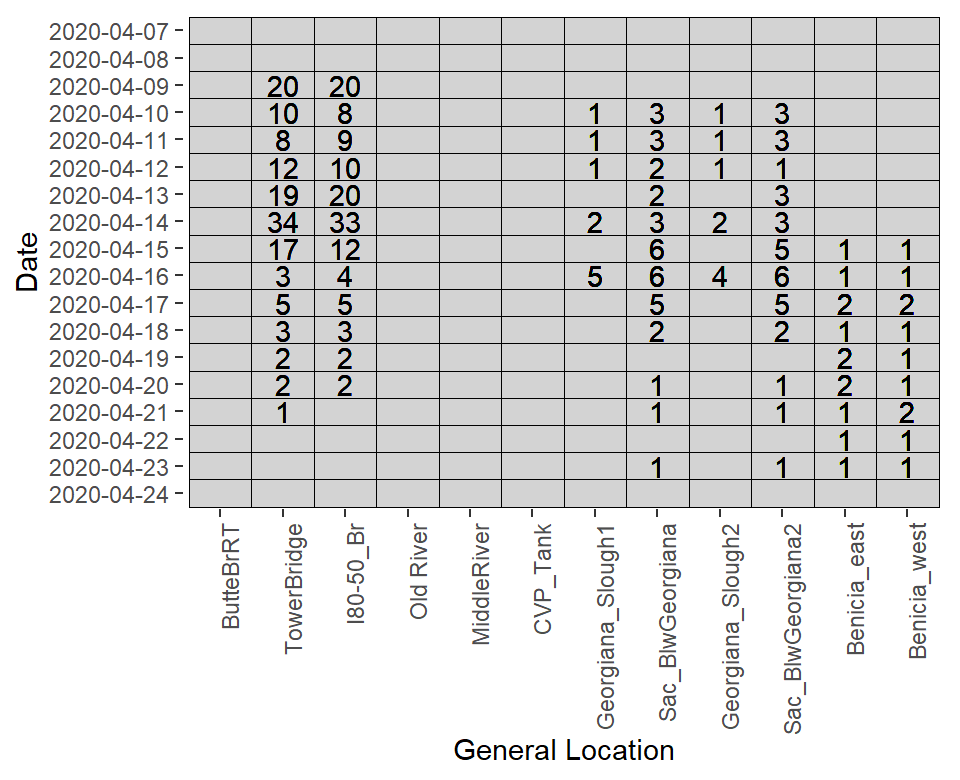 2020-04-07
2020-04-08
2020-04-09 20 20
2020-04-10 10 8 1 3 1 3
2020-04-11 8 9 1 3 1 3
2020-04-12 12 10 1 2 1 1
2020-04-13 19 20 2 3
2020-04-14 34 33 2 3 2 3
2020-04-15 17 12 6 5 1 1
2020-04-16 3 4 5 6 4 6 1 1
2020-04-17 5 5 5 5 2 2
2020-04-18 3 3 2 2 1 1
2020-04-19 2 2 2 1
2020-04-20 2 2 1 1 2 1
2020-04-21 1 1 1 1 2
2020-04-22 1 1
2020-04-23 1 1 1 1
2020-04-24
Date
ButteBrRT
TowerBridge
I80-50_Br
Old River
MiddleRiver
CVP_Tank
Georgiana_Slough1
Sac_BlwGeorgiana
Georgiana_Slough2
Sac_BlwGeorgiana2
Benicia_east
Benicia_west
General Location